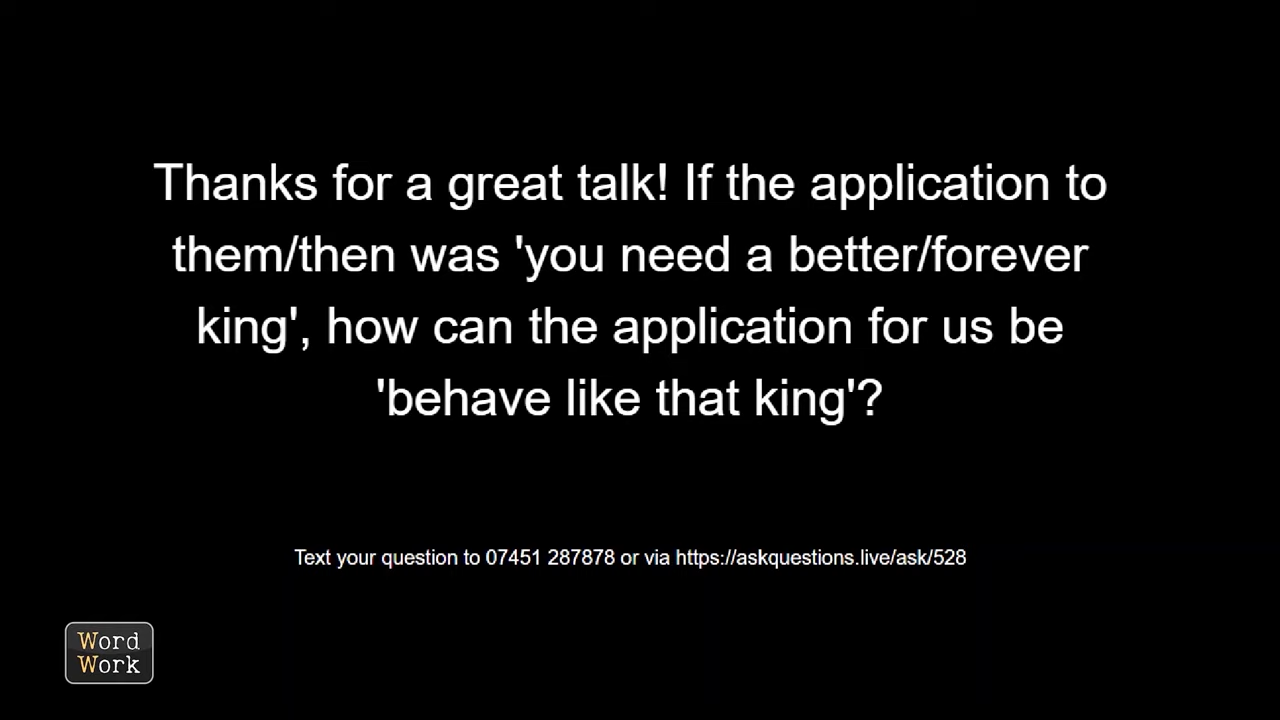 Thanks for a great talk! If the application to
them/then was 'you need a better/forever
king', how can the application for us be
'behave like that king'?
Text your question to 07451 287878 or via https://askquestions.live/ask/528
Word
Work